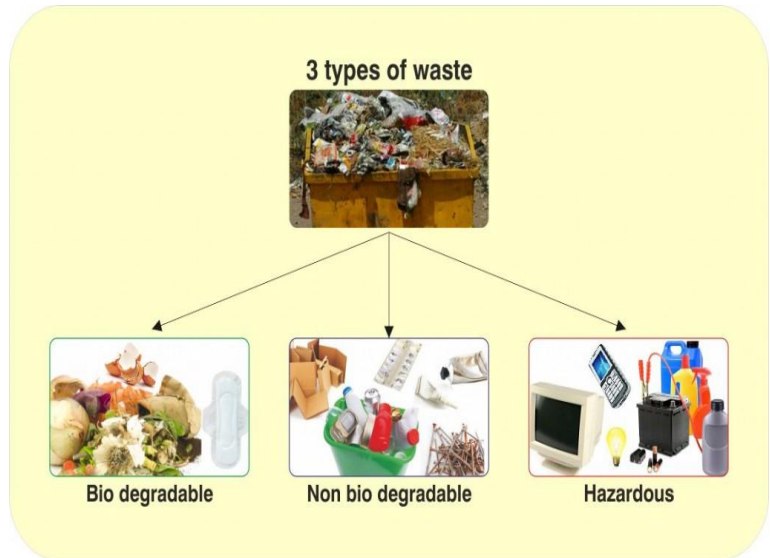 3 types of waste
Bio degradable
Non bio degradable
Hazardous